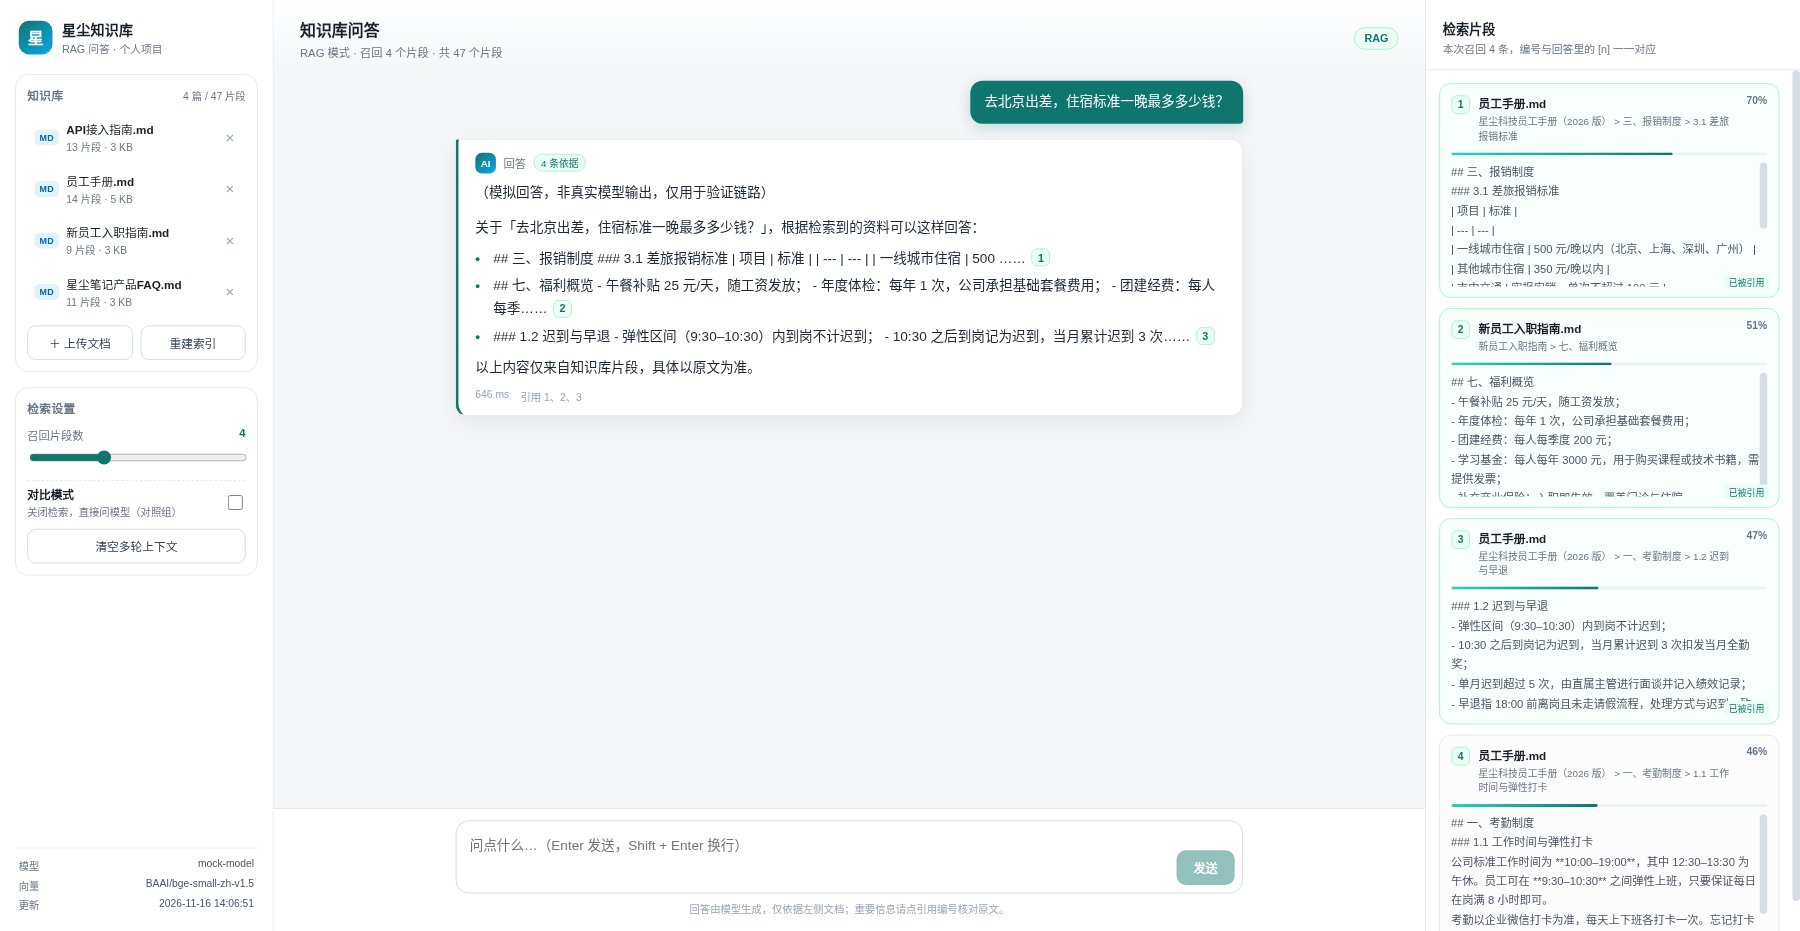 星
星尘知识库
RAG 问答 · 个人项目
知识库
4 篇 / 47 片段
MD
API接入指南.md
13 片段 · 3 KB
×
MD
员工手册.md
14 片段 · 5 KB
×
MD
新员工入职指南.md
9 片段 · 3 KB
×
MD
星尘笔记产品FAQ.md
11 片段 · 3 KB
×
＋ 上传文档
重建索引
检索设置
召回片段数
4
对比模式
关闭检索，直接问模型（对照组）
清空多轮上下文
模型
mock-model
向量
BAAI/bge-small-zh-v1.5
更新
2026-11-16 14:06:51
知识库问答
RAG 模式 · 召回 4 个片段 · 共 47 个片段
RAG
去北京出差，住宿标准一晚最多多少钱？
AI
回答
4 条依据
（模拟回答，非真实模型输出，仅用于验证链路）
关于「去北京出差，住宿标准一晚最多多少钱？」，根据检索到的资料可以这样回答：
• ## 三、报销制度 ### 3.1 差旅报销标准 | 项目 | 标准 | | --- | --- | | 一线城市住宿 | 500 …… 1
• ## 七、福利概览 - 午餐补贴 25 元/天，随工资发放； - 年度体检：每年 1 次，公司承担基础套餐费用； - 团建经费：每人
每季…… 2
• ### 1.2 迟到与早退 - 弹性区间（9:30–10:30）内到岗不计迟到； - 10:30 之后到岗记为迟到，当月累计迟到 3 次…… 3
以上内容仅来自知识库片段，具体以原文为准。
646 ms
引用 1、2、3
问点什么…（Enter 发送，Shift + Enter 换行）
发送
回答由模型生成，仅依据左侧文档；重要信息请点引用编号核对原文。
检索片段
本次召回 4 条，编号与回答里的 [n] 一一对应
1
员工手册.md
70%
星尘科技员工手册（2026 版） > 三、报销制度 > 3.1 差旅
报销标准
## 三、报销制度
### 3.1 差旅报销标准
| 项目 | 标准 |
| --- | --- |
| 一线城市住宿 | 500 元/晚以内（北京、上海、深圳、广州） |
| 其他城市住宿 | 350 元/晚以内 |
已被引用
2
新员工入职指南.md
51%
新员工入职指南 > 七、福利概览
## 七、福利概览
- 午餐补贴 25 元/天，随工资发放；
- 年度体检：每年 1 次，公司承担基础套餐费用；
- 团建经费：每人每季度 200 元；
- 学习基金：每人每年 3000 元，用于购买课程或技术书籍，需
提供发票；
已被引用
3
员工手册.md
47%
星尘科技员工手册（2026 版） > 一、考勤制度 > 1.2 迟到
与早退
### 1.2 迟到与早退
- 弹性区间（9:30–10:30）内到岗不计迟到；
- 10:30 之后到岗记为迟到，当月累计迟到 3 次扣发当月全勤
奖；
- 单月迟到超过 5 次，由直属主管进行面谈并记入绩效记录；
- 早退指 18:00 前离岗且未走请假流程，处理方式与迟到
已被引用
4
员工手册.md
46%
星尘科技员工手册（2026 版） > 一、考勤制度 > 1.1 工作
时间与弹性打卡
## 一、考勤制度
### 1.1 工作时间与弹性打卡
公司标准工作时间为 **10:00–19:00**，其中 12:30–13:30 为
午休。员工可在 **9:30–10:30** 之间弹性上班，只要保证每日
在岗满 8 小时即可。
考勤以企业微信打卡为准，每天上下班各打卡一次。忘记打卡